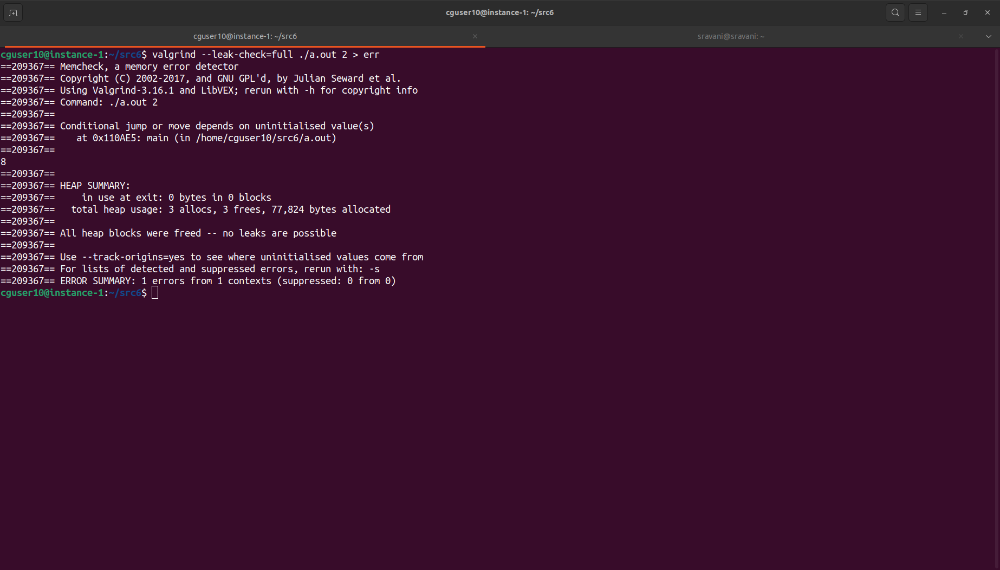 cguser10@instance-1: ~/src6
cguser10@instance-1: ~/src6
sravani@sravani: ~
cguser10@instance-1:~/src6$ valgrind --leak-check=full ./a.out 2 > err
==209367== Memcheck, a memory error detector
==209367== Copyright (C) 2002-2017, and GNU GPL'd, by Julian Seward et al.
==209367== Using Valgrind-3.16.1 and LibVEX; rerun with -h for copyright info
==209367== Command: ./a.out 2
==209367==
==209367== Conditional jump or move depends on uninitialised value(s)
==209367==    at 0x110AE5: main (in /home/cguser10/src6/a.out)
==209367==
8
==209367==
==209367== HEAP SUMMARY:
==209367==     in use at exit: 0 bytes in 0 blocks
==209367==   total heap usage: 3 allocs, 3 frees, 77,824 bytes allocated
==209367==
==209367== All heap blocks were freed -- no leaks are possible
==209367==
==209367== Use --track-origins=yes to see where uninitialised values come from
==209367== For lists of detected and suppressed errors, rerun with: -s
==209367== ERROR SUMMARY: 1 errors from 1 contexts (suppressed: 0 from 0)
cguser10@instance-1:~/src6$